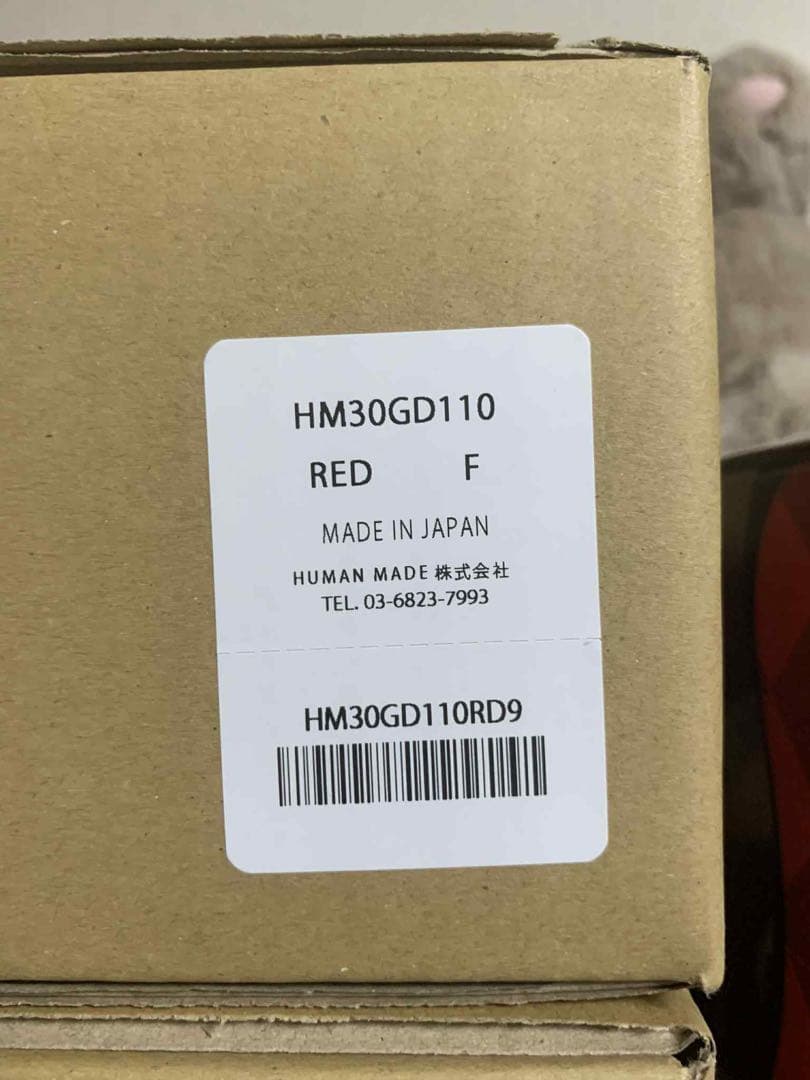 HM30GD110
RED F
MADE IN JAPAN
HUMAN MADE 株式会社
TEL. 03-6823-7993
HM30GD110RD9